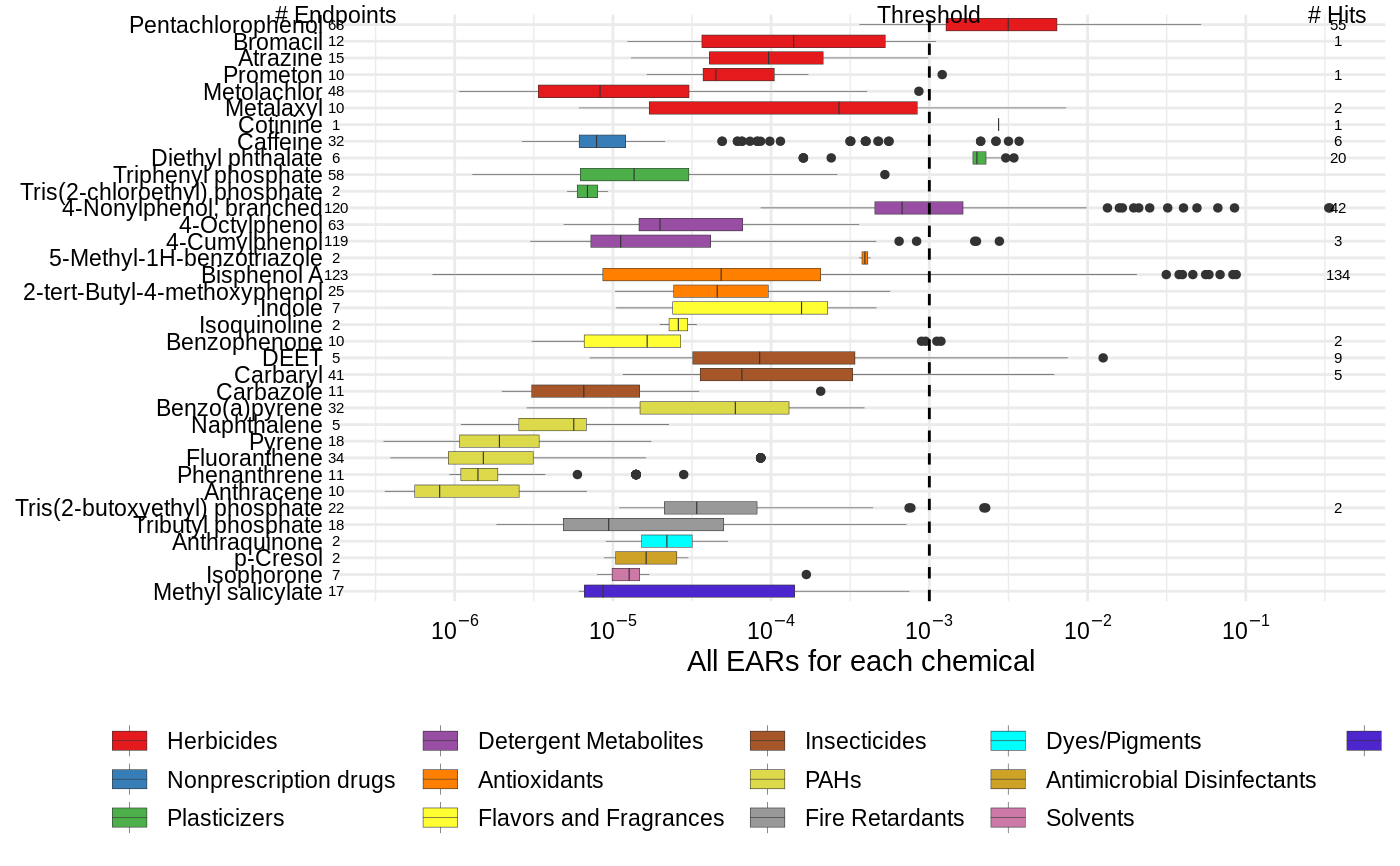 # Endpoints Threshold # Hits
Pentachlorophenol 63 55
Bromacil 12 1
Atrazine 15
Prometon 10 1
Metolachlor 48
Metalaxyl 10 2
Cotinine 1 1
Caffeine 32 6
Diethyl phthalate 6 20
Triphenyl phosphate 58
Tris(2-chloroethyl) phosphate 2
4-Nonylphenol, branched 120 42
4-Octylphenol 63
4-Cumylphenol 119 3
5-Methyl-1H-benzotriazole 2
Bisphenol A 123 134
2-tert-Butyl-4-methoxyphenol 25
Indole 7
Isoquinoline 2
Benzophenone 10 2
DEET 5 9
Carbaryl 41 5
Carbazole 11
Benzo(a)pyrene 32
Naphthalene 5
Pyrene 18
Fluoranthene 34
Phenanthrene 11
Anthracene 10
Tris(2-butoxyethyl) phosphate 22 2
Tributyl phosphate 18
Anthraquinone 2
p-Cresol 2
Isophorone 7
Methyl salicylate 17
10−6 10−5 10−4 10−3 10−2 10−1
All EARs for each chemical
Herbicides Detergent Metabolites Insecticides Dyes/Pigments
Nonprescription drugs Antioxidants PAHs Antimicrobial Disinfectants
Plasticizers Flavors and Fragrances Fire Retardants Solvents